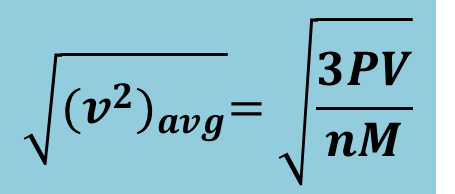 √(v²)avg = √3PV/nM